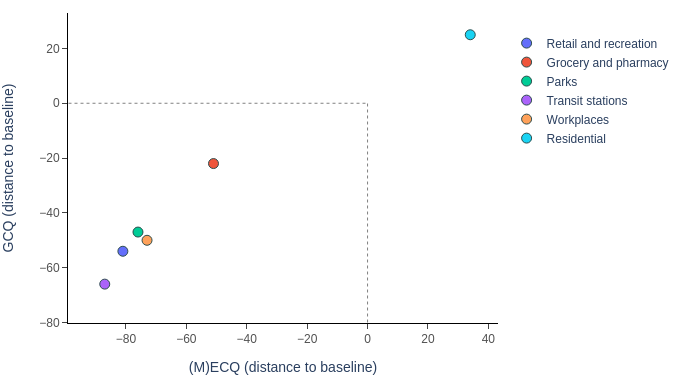 20
0
−20
−40
−60
−80
−80
−60
−40
−20
0
20
40
GCQ (distance to baseline)
(M)ECQ (distance to baseline)
Retail and recreation
Grocery and pharmacy
Parks
Transit stations
Workplaces
Residential